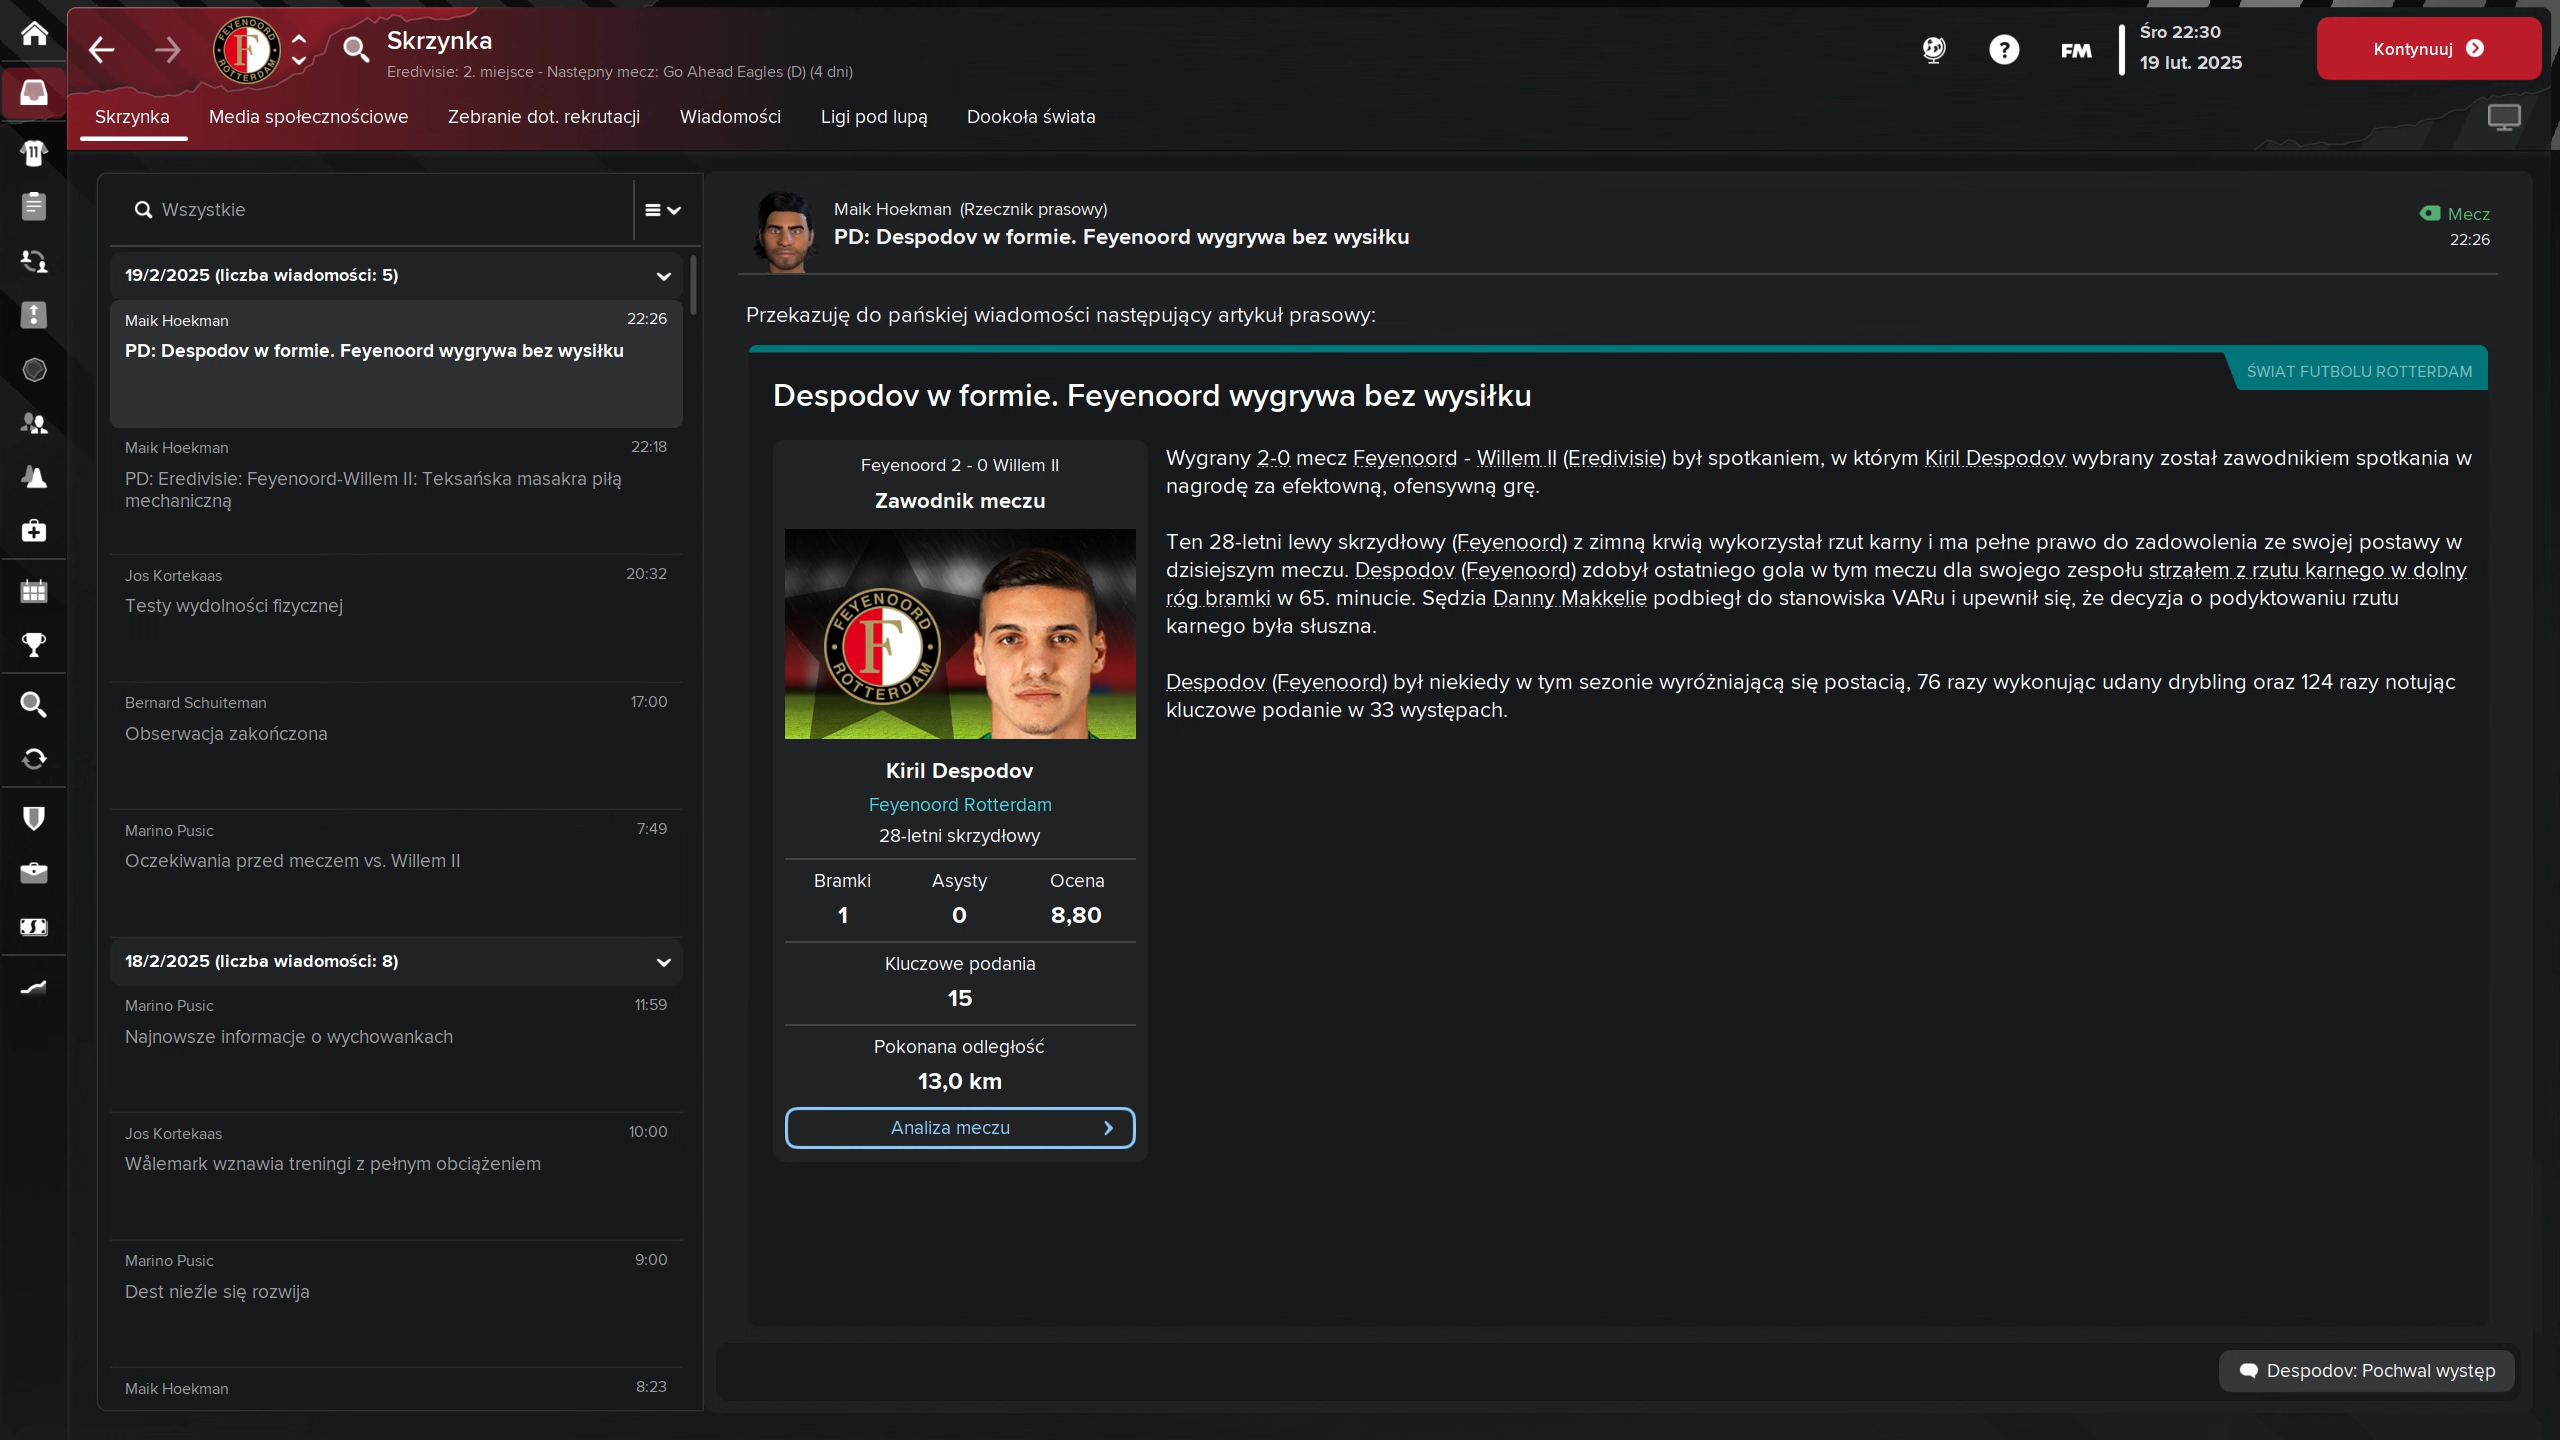 Skrzynka
Eredivisie: 2. miejsce - Następny mecz: Go Ahead Eagles (D) (4 dni)
FM
Śro 22:30
19 lut. 2025
Kontynuuj
Skrzynka
Media społecznościowe
Zebranie dot. rekrutacji
Wiadomości
Ligi pod lupą
Dookoła świata
11
Wszystkie
19/2/2025 (liczba wiadomości: 5)
Maik Hoekman 22:26
PD: Despodov w formie. Feyenoord wygrywa bez wysiłku
Maik Hoekman 22:18
PD: Eredivisie: Feyenoord-Willem II: Teksańska masakra piłą
mechaniczną
Jos Kortekaas 20:32
Testy wydolności fizycznej
Bernard Schuiteman 17:00
Obserwacja zakończona
Marino Pusic 7:49
Oczekiwania przed meczem vs. Willem II
18/2/2025 (liczba wiadomości: 8)
Marino Pusic 11:59
Najnowsze informacje o wychowankach
Jos Kortekaas 10:00
Wålemark wznawia treningi z pełnym obciążeniem
Marino Pusic 9:00
Dest nieźle się rozwija
Maik Hoekman 8:23
Maik Hoekman (Rzecznik prasowy)
PD: Despodov w formie. Feyenoord wygrywa bez wysiłku
Mecz
22:26
Przekazuję do pańskiej wiadomości następujący artykuł prasowy:
ŚWIAT FUTBOLU ROTTERDAM
Despodov w formie. Feyenoord wygrywa bez wysiłku
Feyenoord 2 - 0 Willem II
Zawodnik meczu
FEYENOORD
F
ROTTERDAM
Kiril Despodov
Feyenoord Rotterdam
28-letni skrzydłowy
Bramki Asysty Ocena
1 0 8,80
Kluczowe podania
15
Pokonana odległość
13,0 km
Analiza meczu
Wygrany 2-0 mecz Feyenoord - Willem II (Eredivisie) był spotkaniem, w którym Kiril Despodov wybrany został zawodnikiem spotkania w
nagrodę za efektowną, ofensywną grę.
Ten 28-letni lewy skrzydłowy (Feyenoord) z zimną krwią wykorzystał rzut karny i ma pełne prawo do zadowolenia ze swojej postawy w
dzisiejszym meczu. Despodov (Feyenoord) zdobył ostatniego gola w tym meczu dla swojego zespołu strzałem z rzutu karnego w dolny
róg bramki w 65. minucie. Sędzia Danny Makkelie podbiegł do stanowiska VARu i upewnił się, że decyzja o podyktowaniu rzutu
karnego była słuszna.
Despodov (Feyenoord) był niekiedy w tym sezonie wyróżniającą się postacią, 76 razy wykonując udany drybling oraz 124 razy notując
kluczowe podanie w 33 występach.
Despodov: Pochwal występ